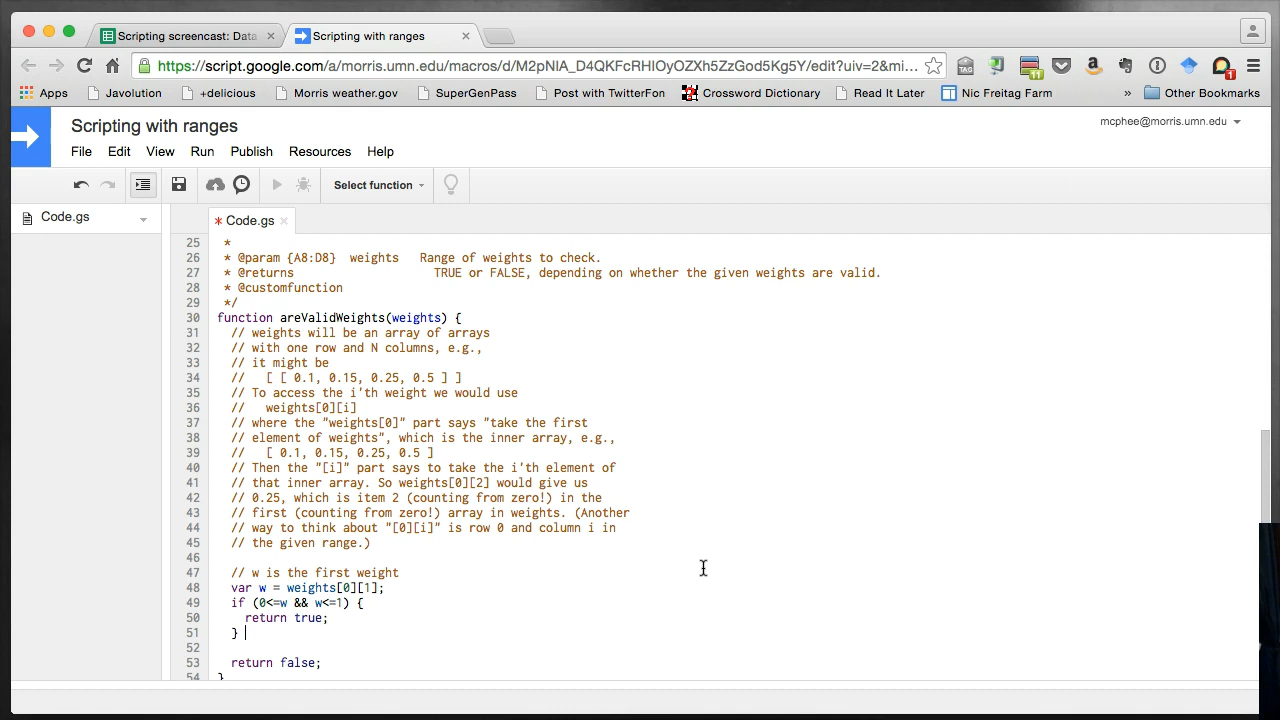 Scripting screencast: Data
Scripting with ranges
https://script.google.com/a/morris.umn.edu/macros/d/M2pNIA_D4QKFcRHIOyOZXh5ZzGod5Kg5Y/edit?uiv=2&mi...
TAG
11
1
Apps
Javolution
+delicious
Morris weather.gov
SuperGenPass
Post with TwitterFon
Crossword Dictionary
Read It Later
Nic Freitag Farm
»
Other Bookmarks
Scripting with ranges
mcphee@morris.umn.edu
File Edit View Run Publish Resources Help
Select function
Code.gs
* Code.gs
25 *
26 * @param {A8:D8} weights Range of weights to check.
27 * @returns TRUE or FALSE, depending on whether the given weights are valid.
28 * @customfunction
29 */
30 function areValidWeights(weights) {
31 // weights will be an array of arrays
32 // with one row and N columns, e.g.,
33 // it might be
34 // [ [ 0.1, 0.15, 0.25, 0.5 ] ]
35 // To access the i'th weight we would use
36 // weights[0][i]
37 // where the "weights[0]" part says "take the first
38 // element of weights", which is the inner array, e.g.,
39 // [ 0.1, 0.15, 0.25, 0.5 ]
40 // Then the "[i]" part says to take the i'th element of
41 // that inner array. So weights[0][2] would give us
42 // 0.25, which is item 2 (counting from zero!) in the
43 // first (counting from zero!) array in weights. (Another
44 // way to think about "[0][i]" is row 0 and column i in
45 // the given range.)
46
47 // w is the first weight
48 var w = weights[0][1];
49 if (0<=w && w<=1) {
50 return true;
51 }
52
53 return false;
54 }